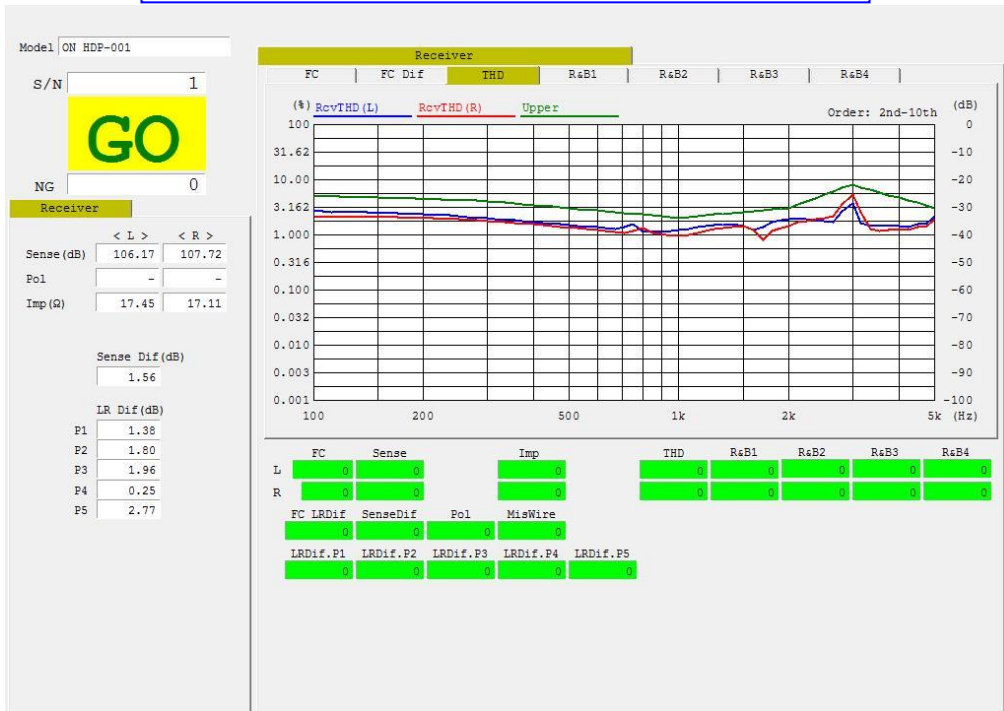 Model ON HDP-001
S/N 1
GO
NG 0
Receiver
< L > < R >
Sense(dB) 106.17 107.72
Pol - -
Imp(Ω) 17.45 17.11
Sense Dif(dB)
1.56
LR Dif(dB)
P1 1.38
P2 1.80
P3 1.96
P4 0.25
P5 2.77
Receiver
FC FC Dif THD R&B1 R&B2 R&B3 R&B4
(%) RcvTHD(L) RcvTHD(R) Upper Order: 2nd-10th (dB)
100 0
31.62 -10
10.00 -20
3.162 -30
1.000 -40
0.316 -50
0.100 -60
0.032 -70
0.010 -80
0.003 -90
0.001 -100
100 200 500 1k 2k 5k (Hz)
FC Sense Imp THD R&B1 R&B2 R&B3 R&B4
L 0 0 0 0 0 0 0 0
R 0 0 0 0 0 0 0 0
FC LRDif SenseDif Pol MisWire
0 0 0 0
LRDif.P1 LRDif.P2 LRDif.P3 LRDif.P4 LRDif.P5
0 0 0 0 0